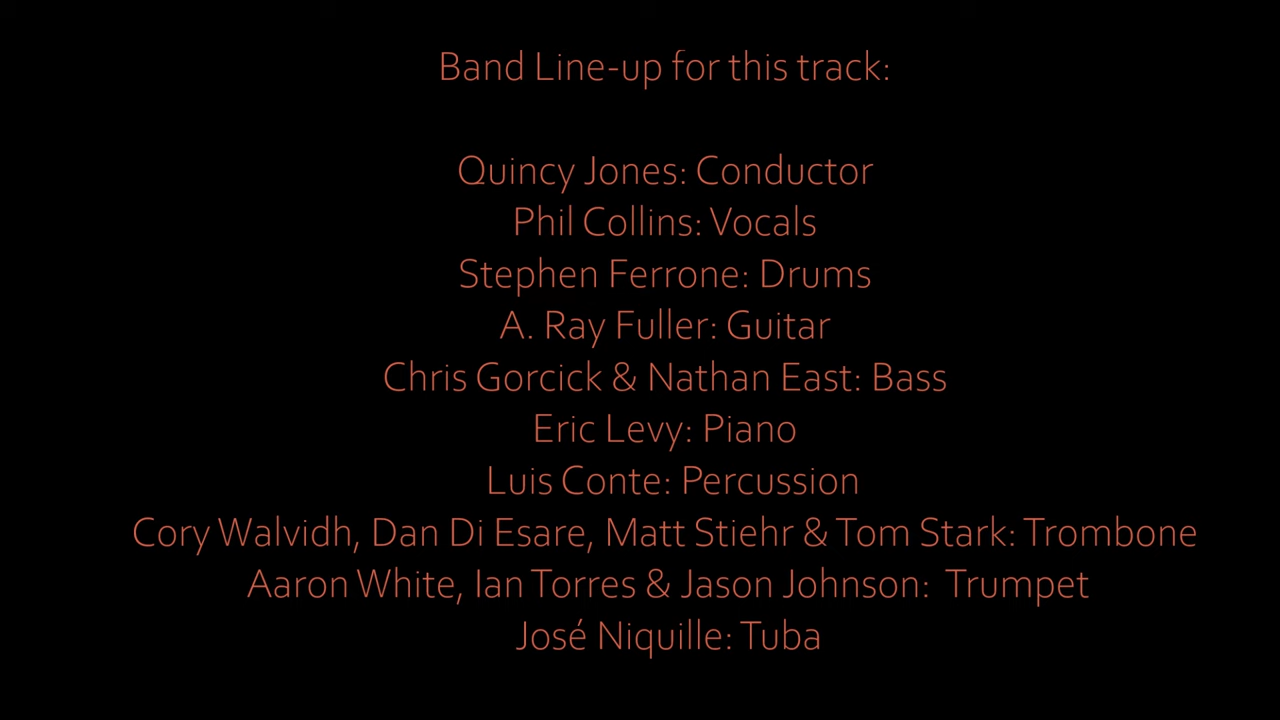 Band Line-up for this track:
Quincy Jones: Conductor
Phil Collins: Vocals
Stephen Ferrone: Drums
A. Ray Fuller: Guitar
Chris Gorcick & Nathan East: Bass
Eric Levy: Piano
Luis Conte: Percussion
Cory Walvidh, Dan Di Esare, Matt Stiehr & Tom Stark: Trombone
Aaron White, Ian Torres & Jason Johnson: Trumpet
José Niquille: Tuba